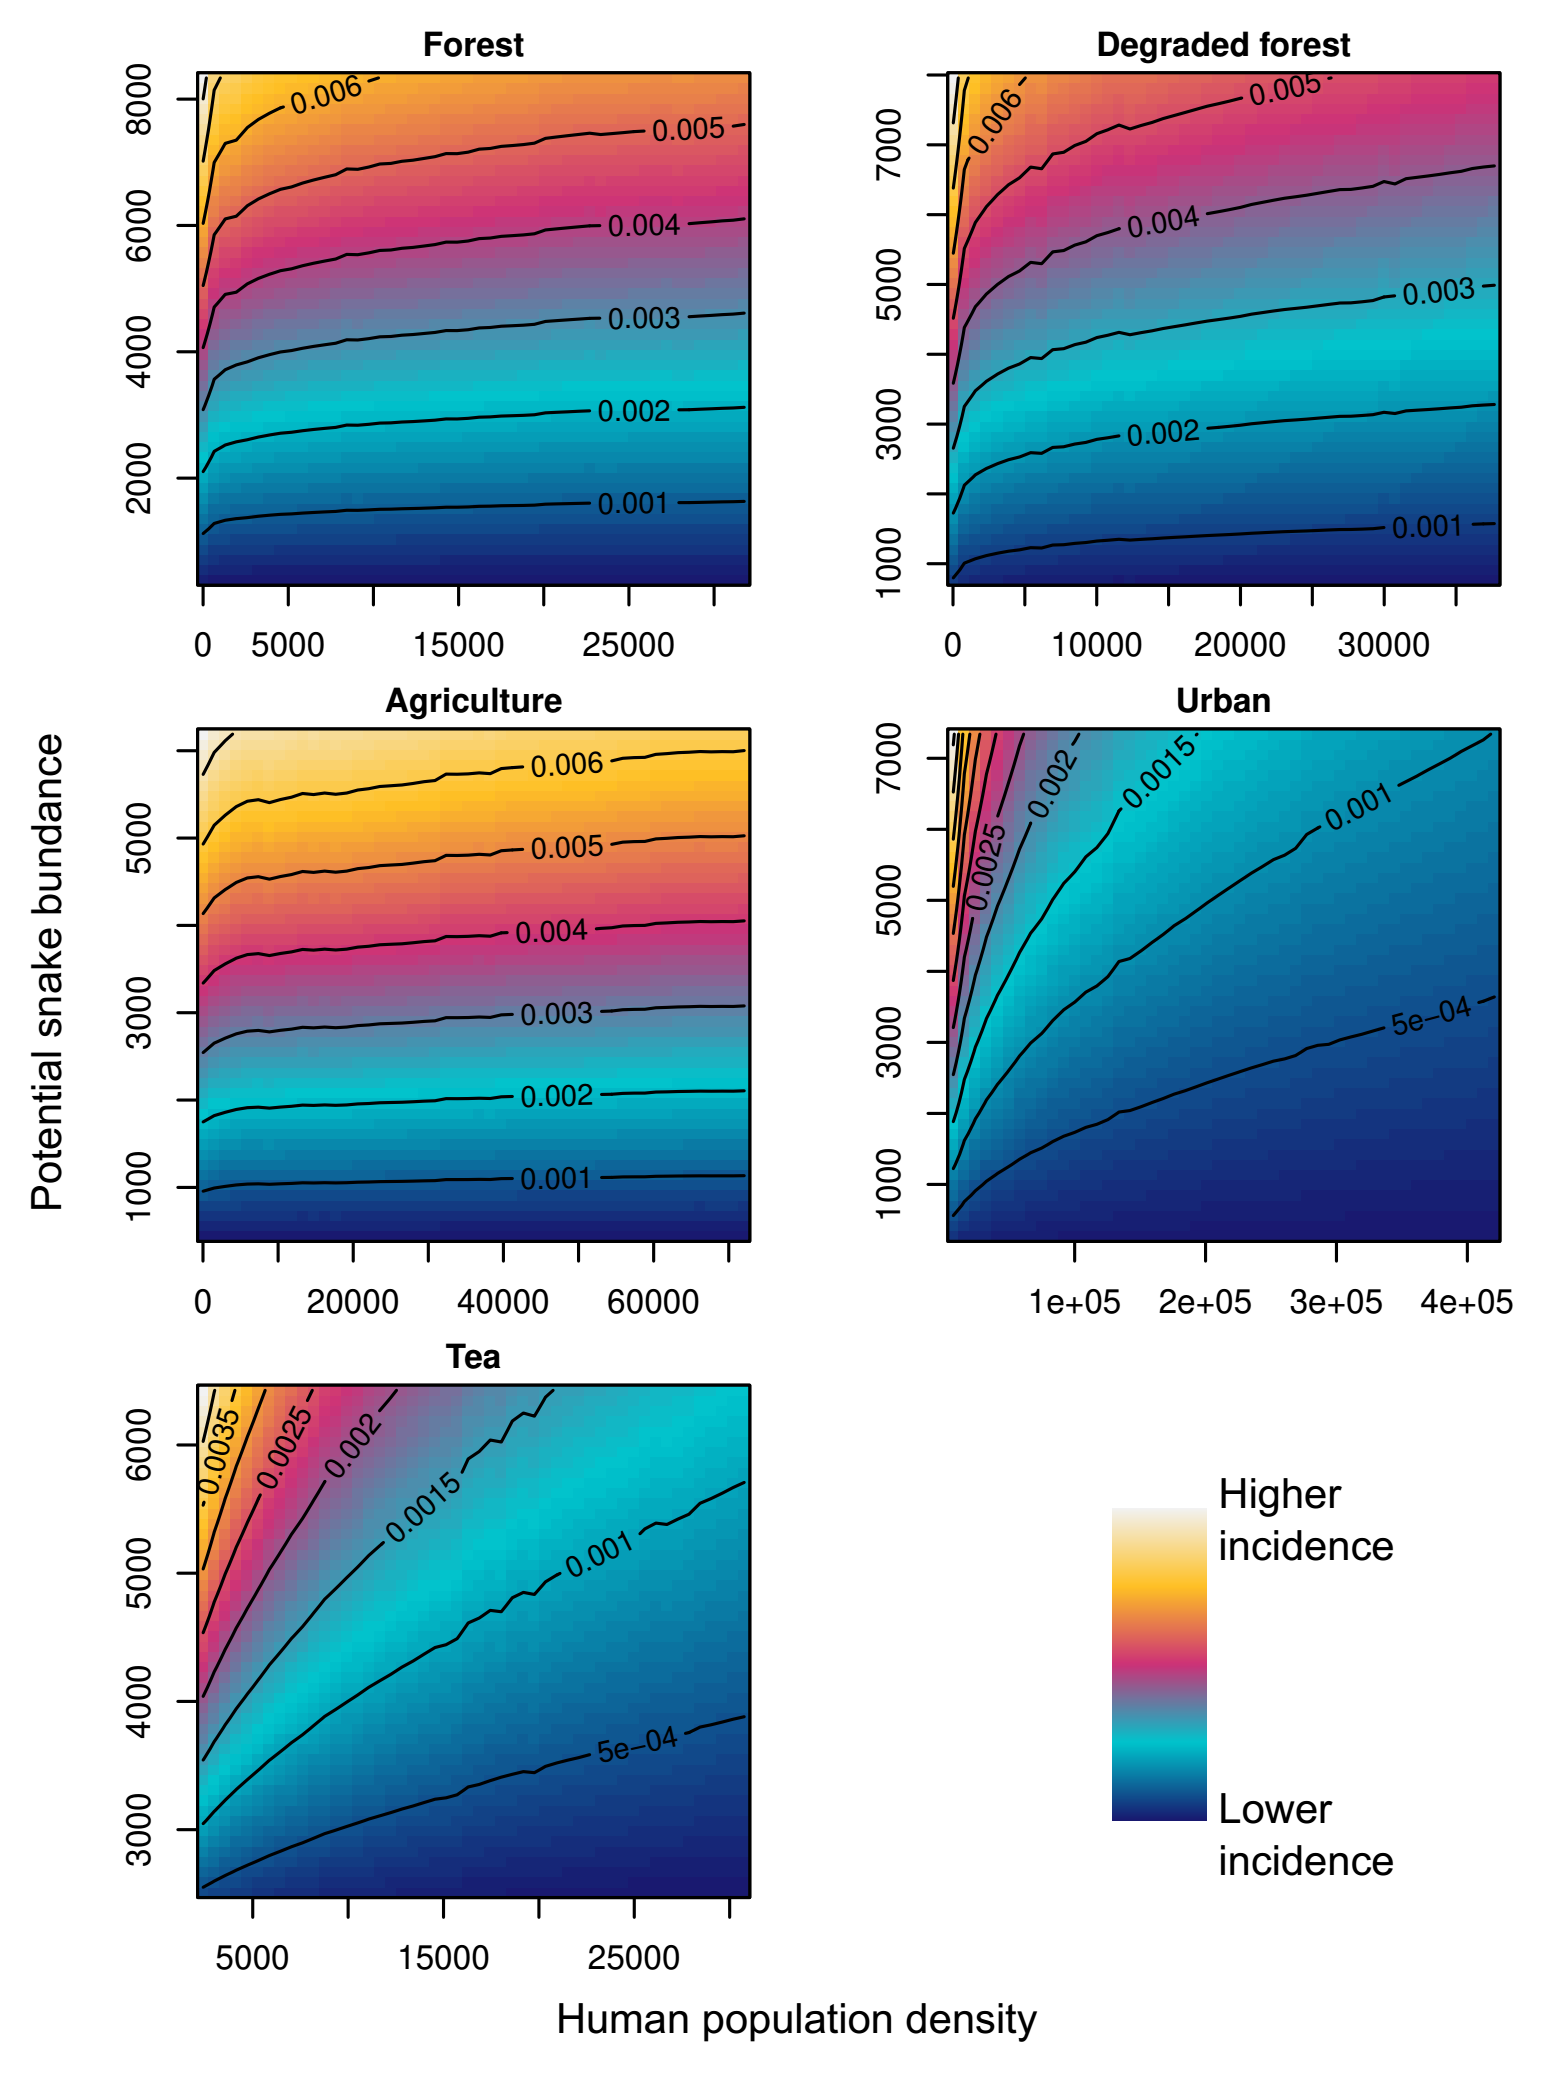 Forest
8000
6000
4000
2000
0.006
0.005
0.004
0.003
0.002
0.001
0 5000 15000 25000
Degraded forest
7000
5000
3000
1000
0.006
0.005
0.004
0.003
0.002
0.001
0 10000 20000 30000
Potential snake bundance
Agriculture
5000
3000
1000
0.006
0.005
0.004
0.003
0.002
0.001
0 20000 40000 60000
Urban
7000
5000
3000
1000
0.0025
0.002
0.0015
0.001
5e−04
1e+05 2e+05 3e+05 4e+05
Tea
6000
5000
4000
3000
0.0035
0.0025
0.002
0.0015
0.001
5e−04
5000 15000 25000
Higher
incidence
Lower
incidence
Human population density